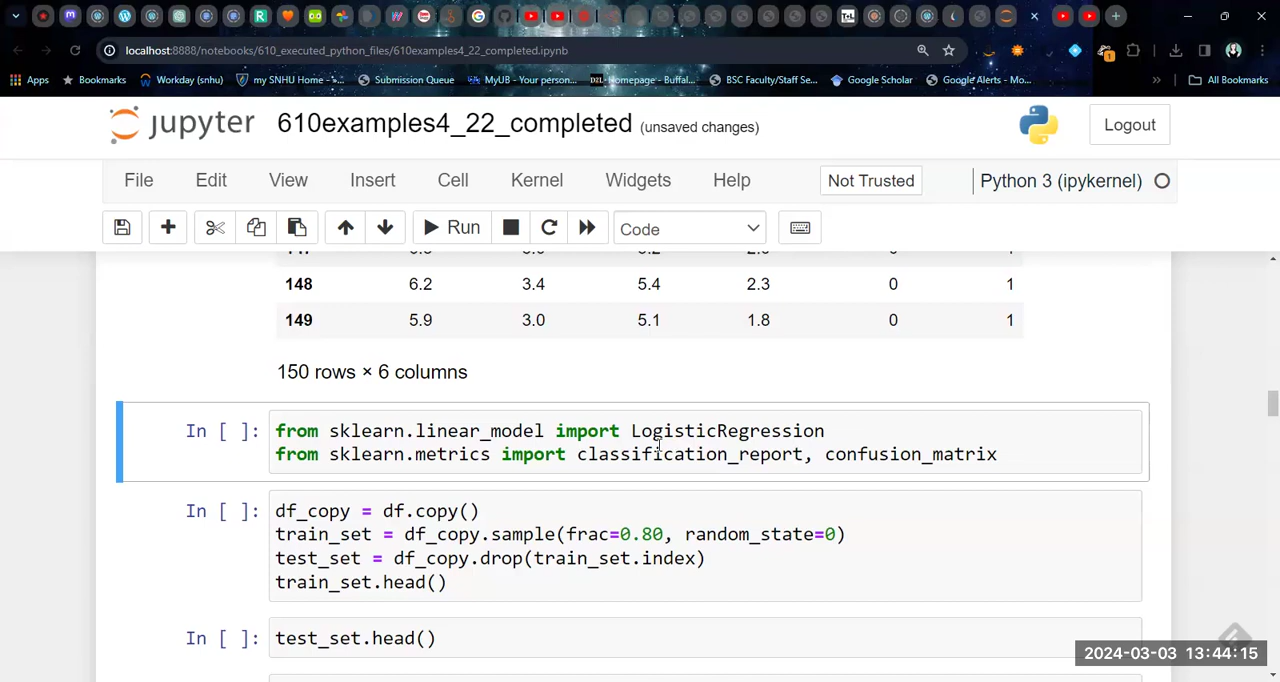 localhost:8888/notebooks/610_executed_python_files/610examples4_22_completed.ipynb
Apps Bookmarks Workday (snhu) my SNHU Home -... Submission Queue MyUB - Your person... Homepage - Buffal... BSC Faculty/Staff Se... Google Scholar Google Alerts - Mo... » All Bookmarks
jupyter 610examples4_22_completed (unsaved changes) Logout
File Edit View Insert Cell Kernel Widgets Help Not Trusted Python 3 (ipykernel)
Run Code
148 6.2 3.4 5.4 2.3 0 1
149 5.9 3.0 5.1 1.8 0 1
150 rows × 6 columns
In [ ]: from sklearn.linear_model import LogisticRegression
from sklearn.metrics import classification_report, confusion_matrix
In [ ]: df_copy = df.copy()
train_set = df_copy.sample(frac=0.80, random_state=0)
test_set = df_copy.drop(train_set.index)
train_set.head()
In [ ]: test_set.head()
2024-03-03 13:44:15